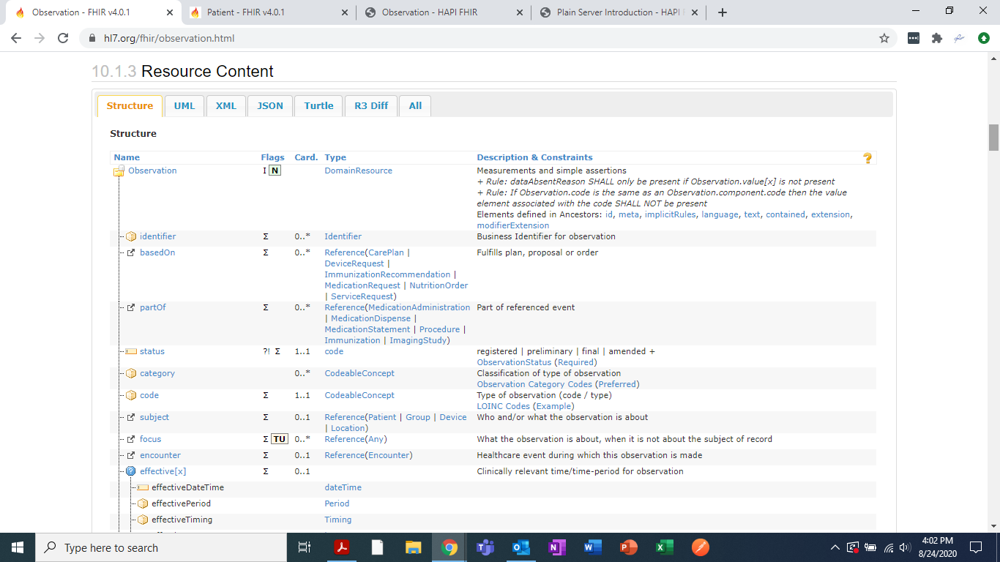 Observation - FHIR v4.0.1
Patient - FHIR v4.0.1
Observation - HAPI FHIR
Plain Server Introduction - HAPI
hl7.org/fhir/observation.html
10.1.3 Resource Content
Structure UML XML JSON Turtle R3 Diff All
Structure
Name Flags Card. Type Description & Constraints ?
Observation I N DomainResource Measurements and simple assertions
+ Rule: dataAbsentReason SHALL only be present if Observation.value[x] is not present
+ Rule: If Observation.code is the same as an Observation.component.code then the value
element associated with the code SHALL NOT be present
Elements defined in Ancestors: id, meta, implicitRules, language, text, contained, extension,
modifierExtension
identifier Σ 0..* Identifier Business Identifier for observation
basedOn Σ 0..* Reference(CarePlan | Fulfills plan, proposal or order
DeviceRequest |
ImmunizationRecommendation |
MedicationRequest | NutritionOrder
| ServiceRequest)
partOf Σ 0..* Reference(MedicationAdministration Part of referenced event
| MedicationDispense |
MedicationStatement | Procedure |
Immunization | ImagingStudy)
status ?! Σ 1..1 code registered | preliminary | final | amended +
ObservationStatus (Required)
category 0..* CodeableConcept Classification of type of observation
Observation Category Codes (Preferred)
code Σ 1..1 CodeableConcept Type of observation (code / type)
LOINC Codes (Example)
subject Σ 0..1 Reference(Patient | Group | Device Who and/or what the observation is about
| Location)
focus Σ TU 0..* Reference(Any) What the observation is about, when it is not about the subject of record
encounter Σ 0..1 Reference(Encounter) Healthcare event during which this observation is made
effective[x] Σ 0..1 Clinically relevant time/time-period for observation
effectiveDateTime dateTime
effectivePeriod Period
effectiveTiming Timing
Type here to search
4:02 PM
8/24/2020